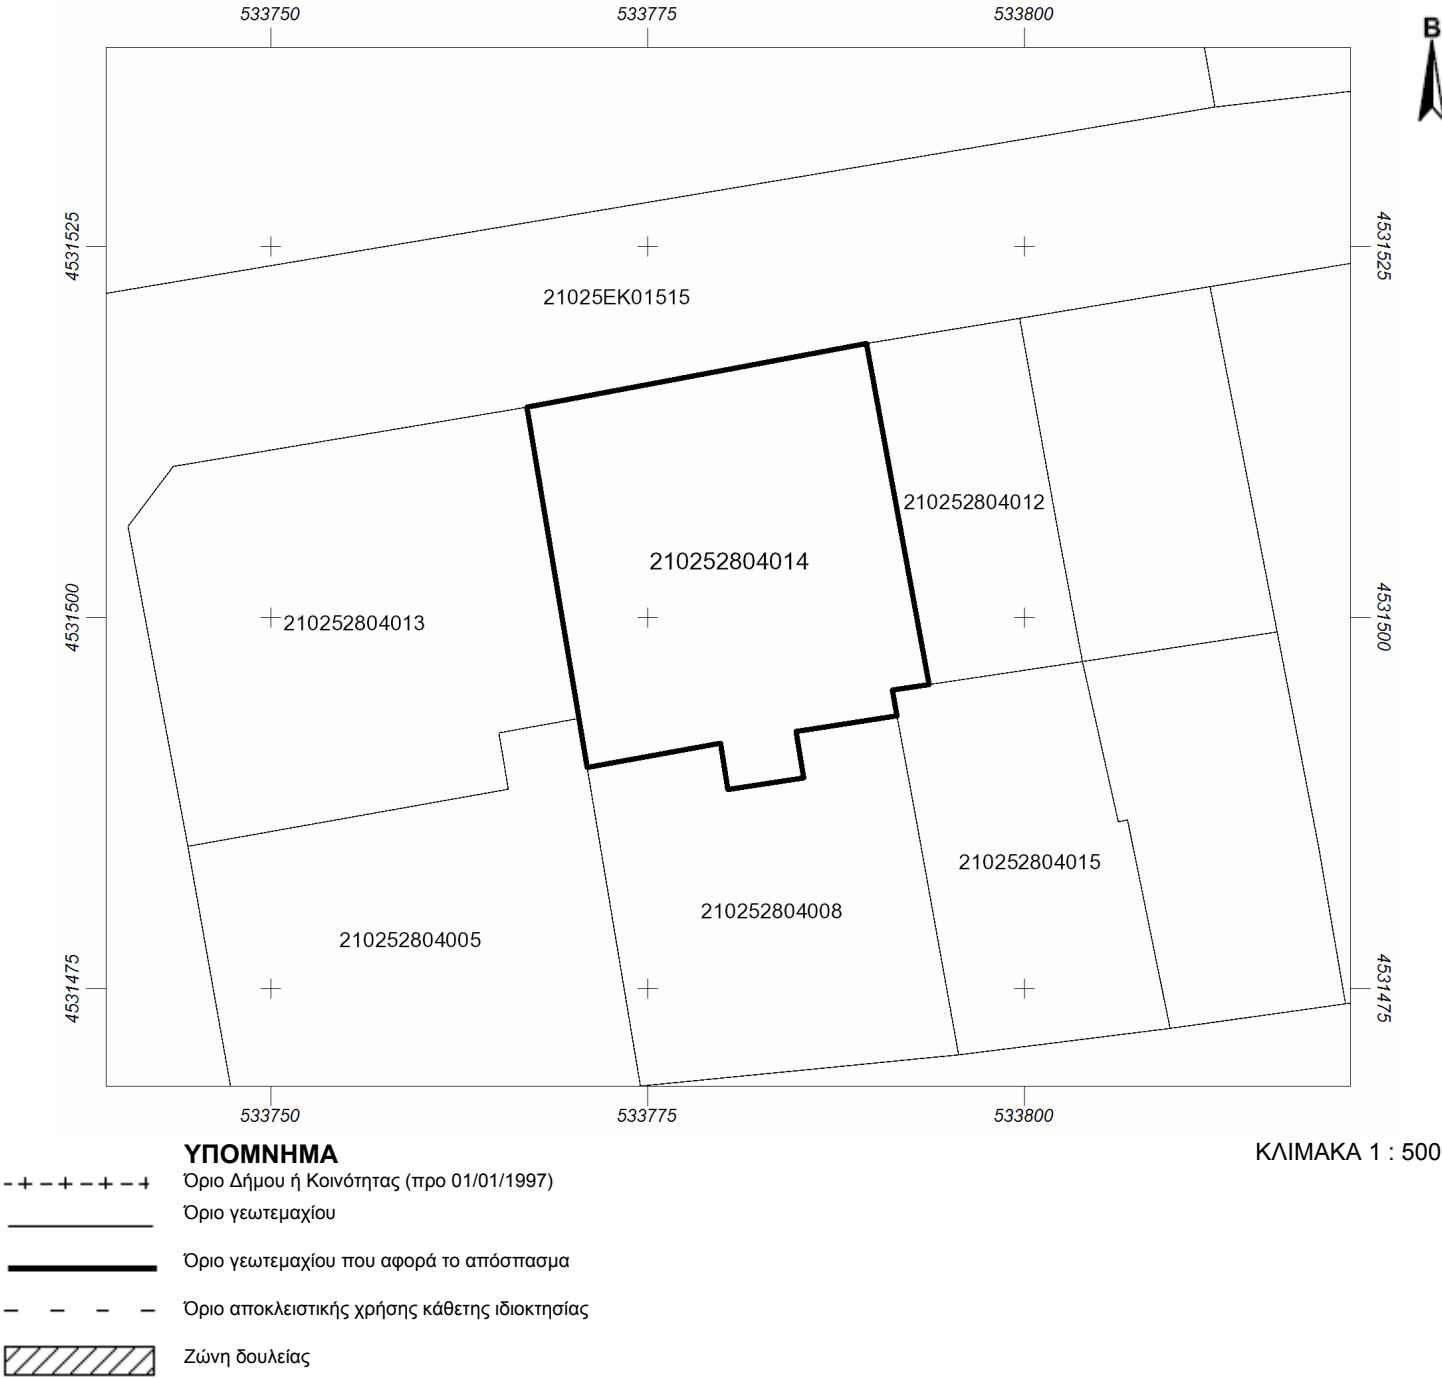 533750 533775 533800
Β
4531525 4531525
21025ΕΚ01515
210252804012
210252804014
4531500 4531500
210252804013
210252804015
210252804008
210252804005
4531475 4531475
533750 533775 533800
ΥΠΟΜΝΗΜΑ
ΚΛΙΜΑΚΑ 1 : 500
Όριο Δήμου ή Κοινότητας (προ 01/01/1997)
Όριο γεωτεμαχίου
Όριο γεωτεμαχίου που αφορά το απόσπασμα
Όριο αποκλειστικής χρήσης κάθετης ιδιοκτησίας
Ζώνη δουλείας